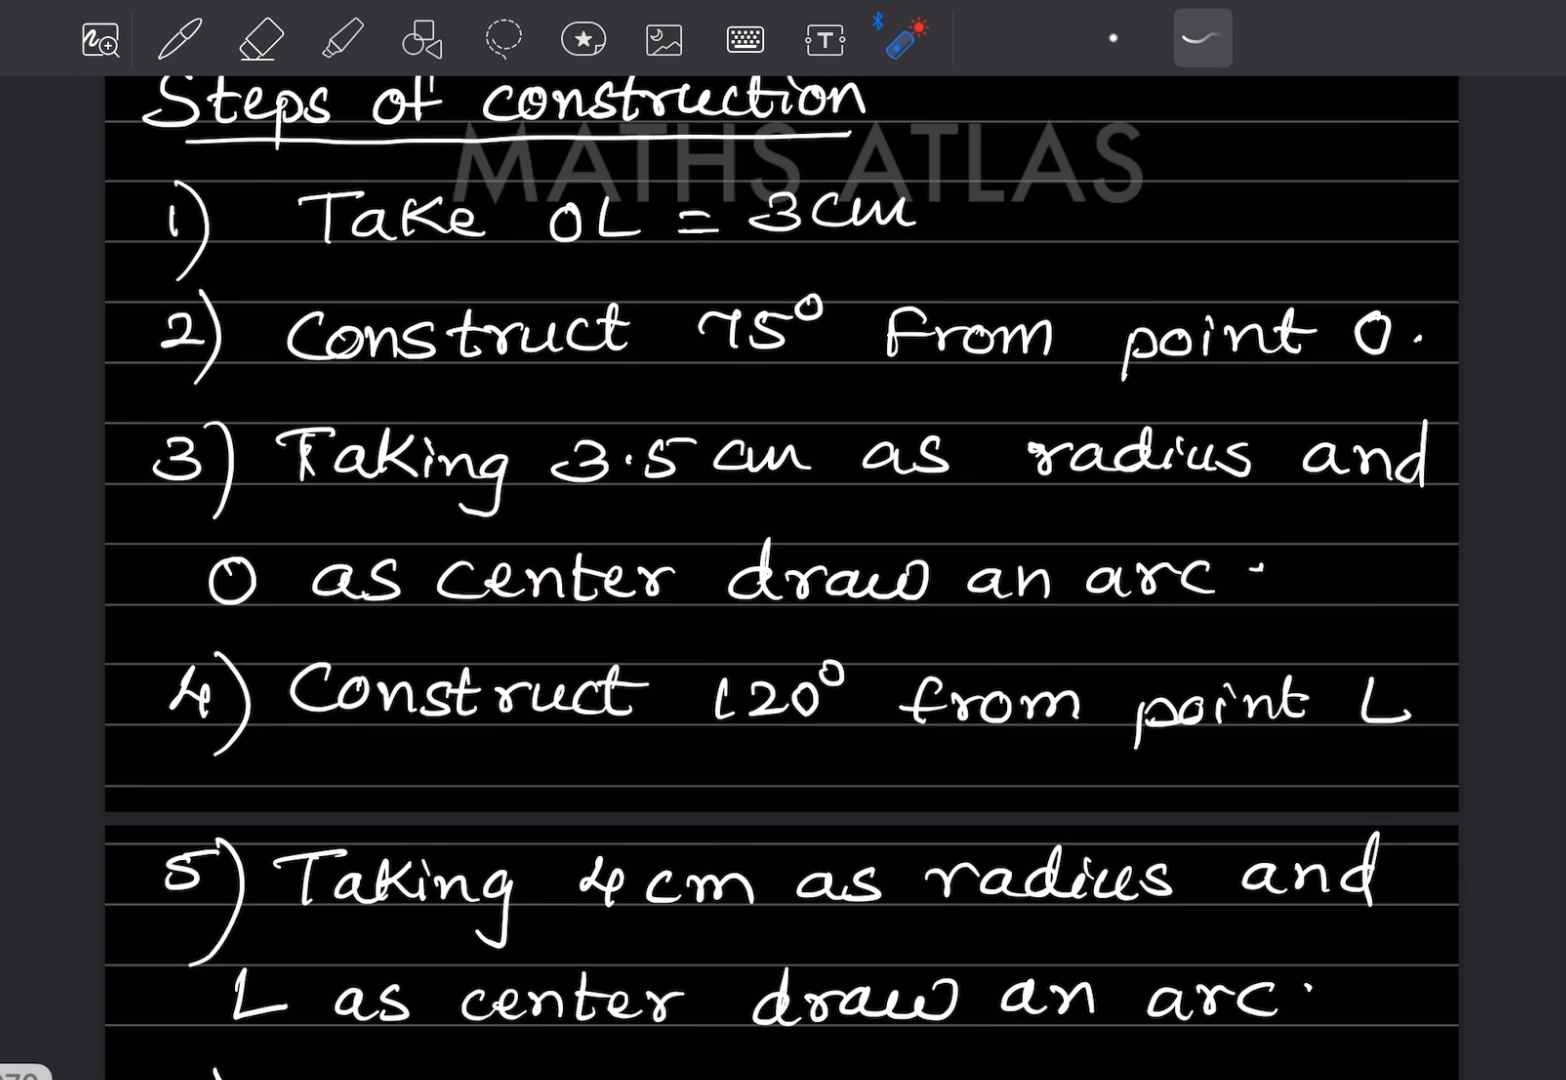 Steps of construction
MATHS ATLAS
1) Take OL = 3cm
2) Construct 75° from point O.
3) Taking 3.5 cm as radius and
O as center draw an arc.
4) Construct 120° from point L
5) Taking 4cm as radius and
L as center draw an arc.